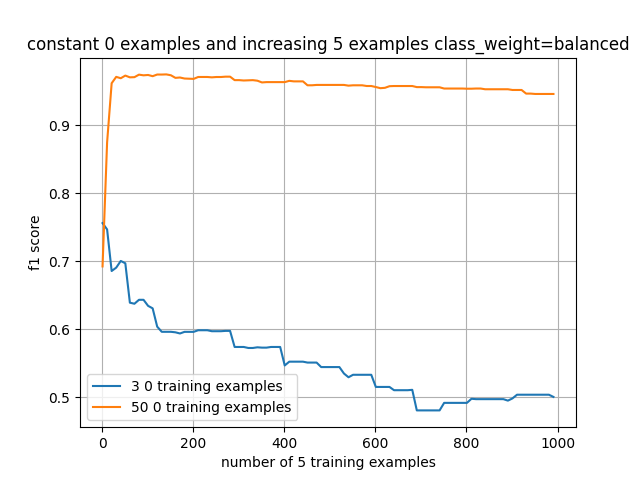 constant 0 examples and increasing 5 examples class_weight=balanced
f1 score
0.9
0.8
0.7
0.6
0.5
3 0 training examples
50 0 training examples
0 200 400 600 800 1000
number of 5 training examples